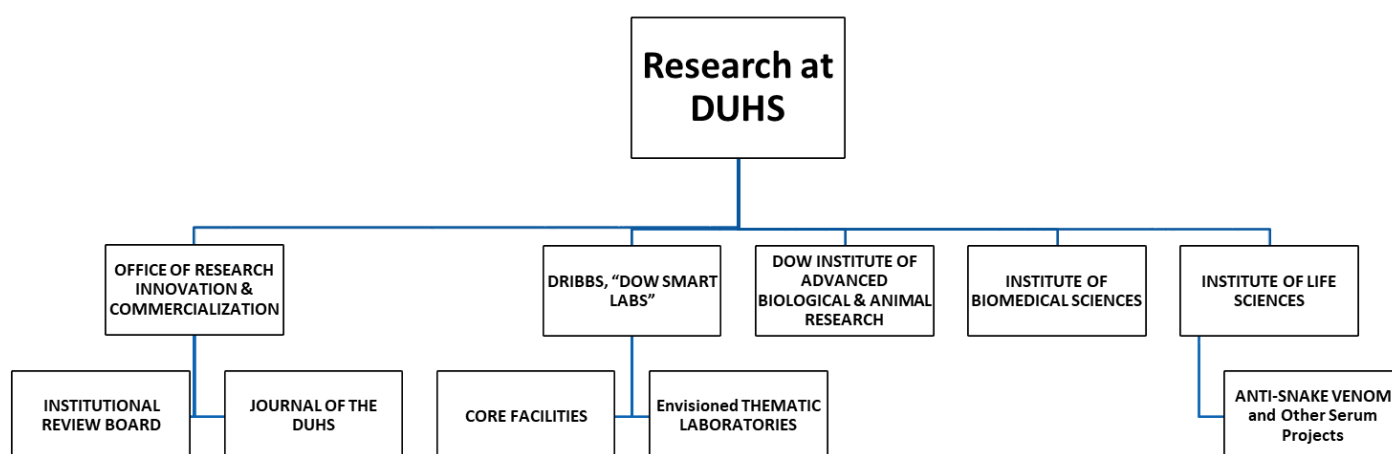 Research at
DUHS
OFFICE OF RESEARCH
INNOVATION &
COMMERCIALIZATION
DRIBBS, “DOW SMART
LABS”
DOW INSTITUTE OF
ADVANCED
BIOLOGICAL & ANIMAL
RESEARCH
INSTITUTE OF
BIOMEDICAL SCIENCES
INSTITUTE OF LIFE
SCIENCES
INSTITUTIONAL
REVIEW BOARD
JOURNAL OF THE
DUHS
CORE FACILITIES
Envisioned THEMATIC
LABORATORIES
ANTI-SNAKE VENOM
and Other Serum
Projects